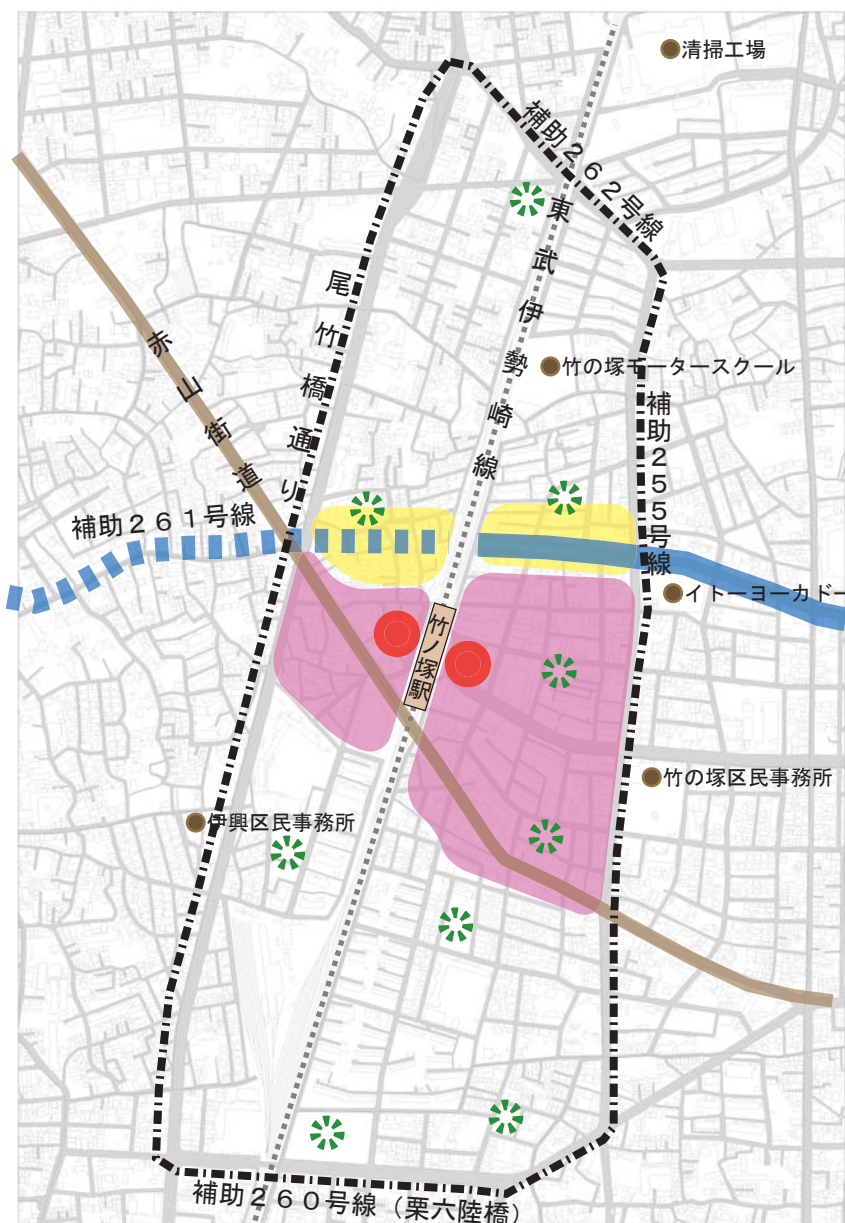 清掃工場
補助２６２号線
東武伊勢崎線
尾竹橋通り
竹の塚モータースクール
赤山街道
補助２５５号線
補助２６１号線
イトーヨーカドー
竹ノ塚駅
竹の塚区民事務所
伊興区民事務所
補助２６０号線（栗六陸橋）